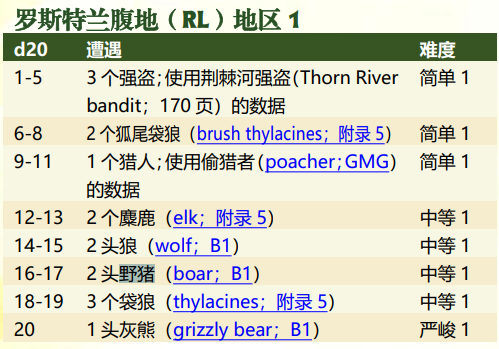 罗斯特兰腹地（RL）地区 1
d20 遭遇 难度
1-5 3 个强盗；使用荆棘河强盗（Thorn River 简单 1
bandit；170 页）的数据
6-8 2 个狐尾袋狼（brush thylacines；附录 5） 简单 1
9-11 1 个猎人；使用偷猎者（poacher；GMG） 简单 1
的数据
12-13 2 个麋鹿（elk；附录 5） 中等 1
14-15 2 头狼（wolf；B1） 中等 1
16-17 2 头野猪（boar；B1） 中等 1
18-19 3 个袋狼（thylacines；附录 5） 中等 1
20 1 头灰熊（grizzly bear；B1） 严峻 1